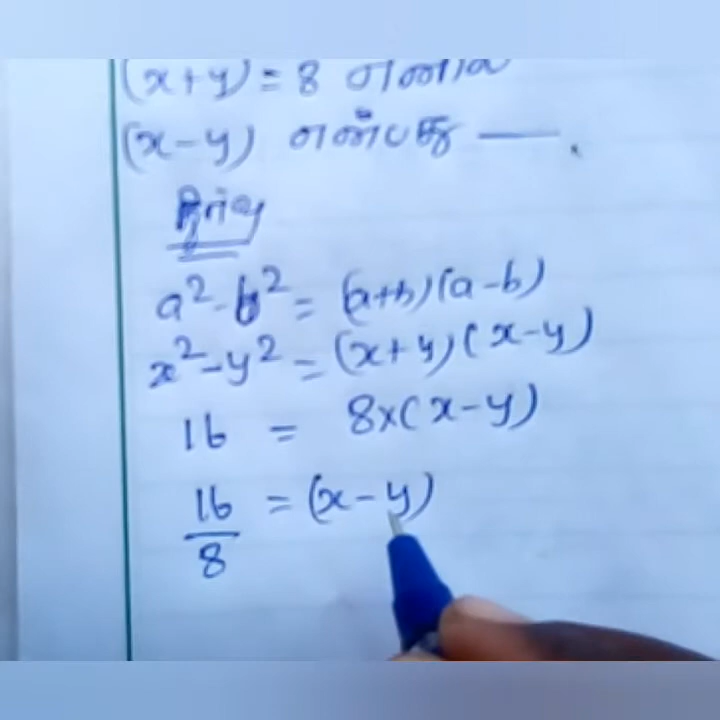 (x+y) = 8 எனில்
(x-y) என்பது ——.
தீர்வு
a² - b² = (a+b)(a-b)
x² - y² = (x+y)(x-y)
16 = 8×(x-y)
16/8 = (x-y)